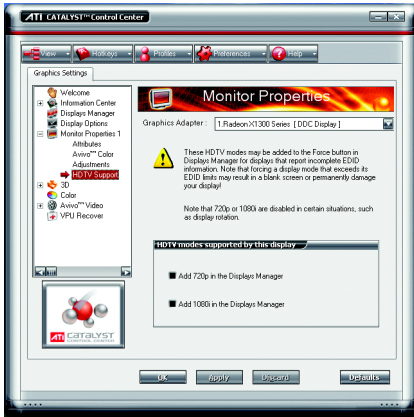 ATI CATALYST™ Control Center
View Hotkeys Profiles Preferences Help
Graphics Settings
Welcome
Information Center
Displays Manager
Display Options
Monitor Properties 1
Attributes
Avivo™ Color
Adjustments
HDTV Support
3D
Color
Avivo™ Video
VPU Recover
ATI CATALYST
CONTROL CENTER
Monitor Properties
Graphics Adapter :
1.Radeon X1300 Series [ DDC Display ]
These HDTV modes may be added to the Force button in
Displays Manager for displays that report incomplete EDID
information. Note that forcing a display mode that exceeds its
EDID limits may result in a blank screen or permanently damage
your display!
Note that 720p or 1080i are disabled in certain situations, such
as display rotation.
HDTV modes supported by this display
Add 720p in the Displays Manager
Add 1080i in the Displays Manager
OK Apply Discard Defaults